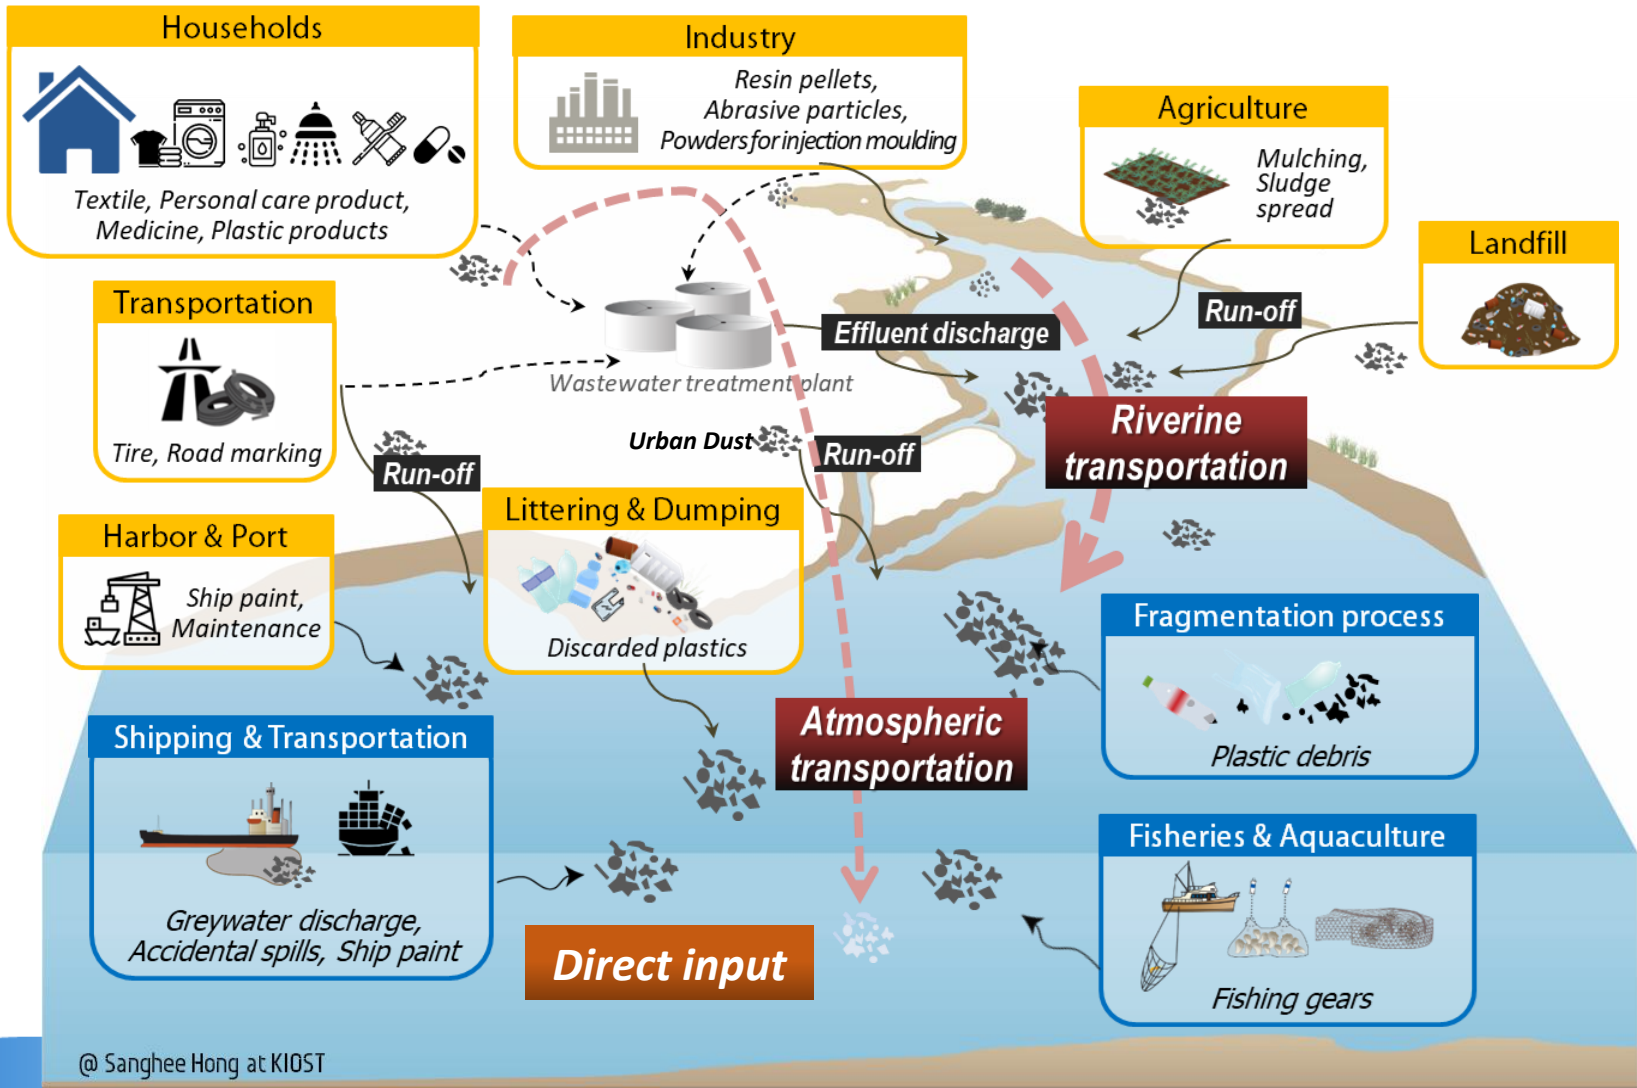 Households
Textile, Personal care product,
Medicine, Plastic products
Industry
Resin pellets,
Abrasive particles,
Powders for injection moulding
Agriculture
Mulching,
Sludge
spread
Landfill
Transportation
Tire, Road marking
Wastewater treatment plant
Effluent discharge
Run-off
Urban Dust
Run-off
Run-off
Riverine
transportation
Harbor & Port
Ship paint,
Maintenance
Littering & Dumping
Discarded plastics
Fragmentation process
Plastic debris
Atmospheric
transportation
Shipping & Transportation
Greywater discharge,
Accidental spills, Ship paint
Fisheries & Aquaculture
Fishing gears
Direct input
@ Sanghee Hong at KIOST